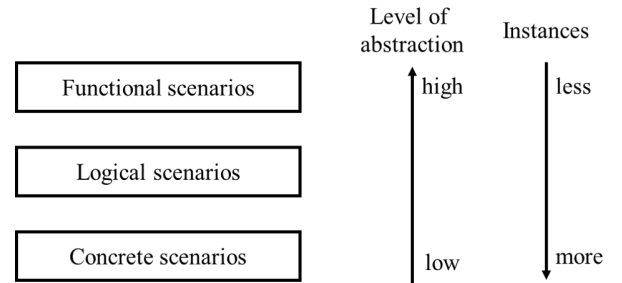 Level of
abstraction
Instances
Functional scenarios
high
less
Logical scenarios
Concrete scenarios
low
more